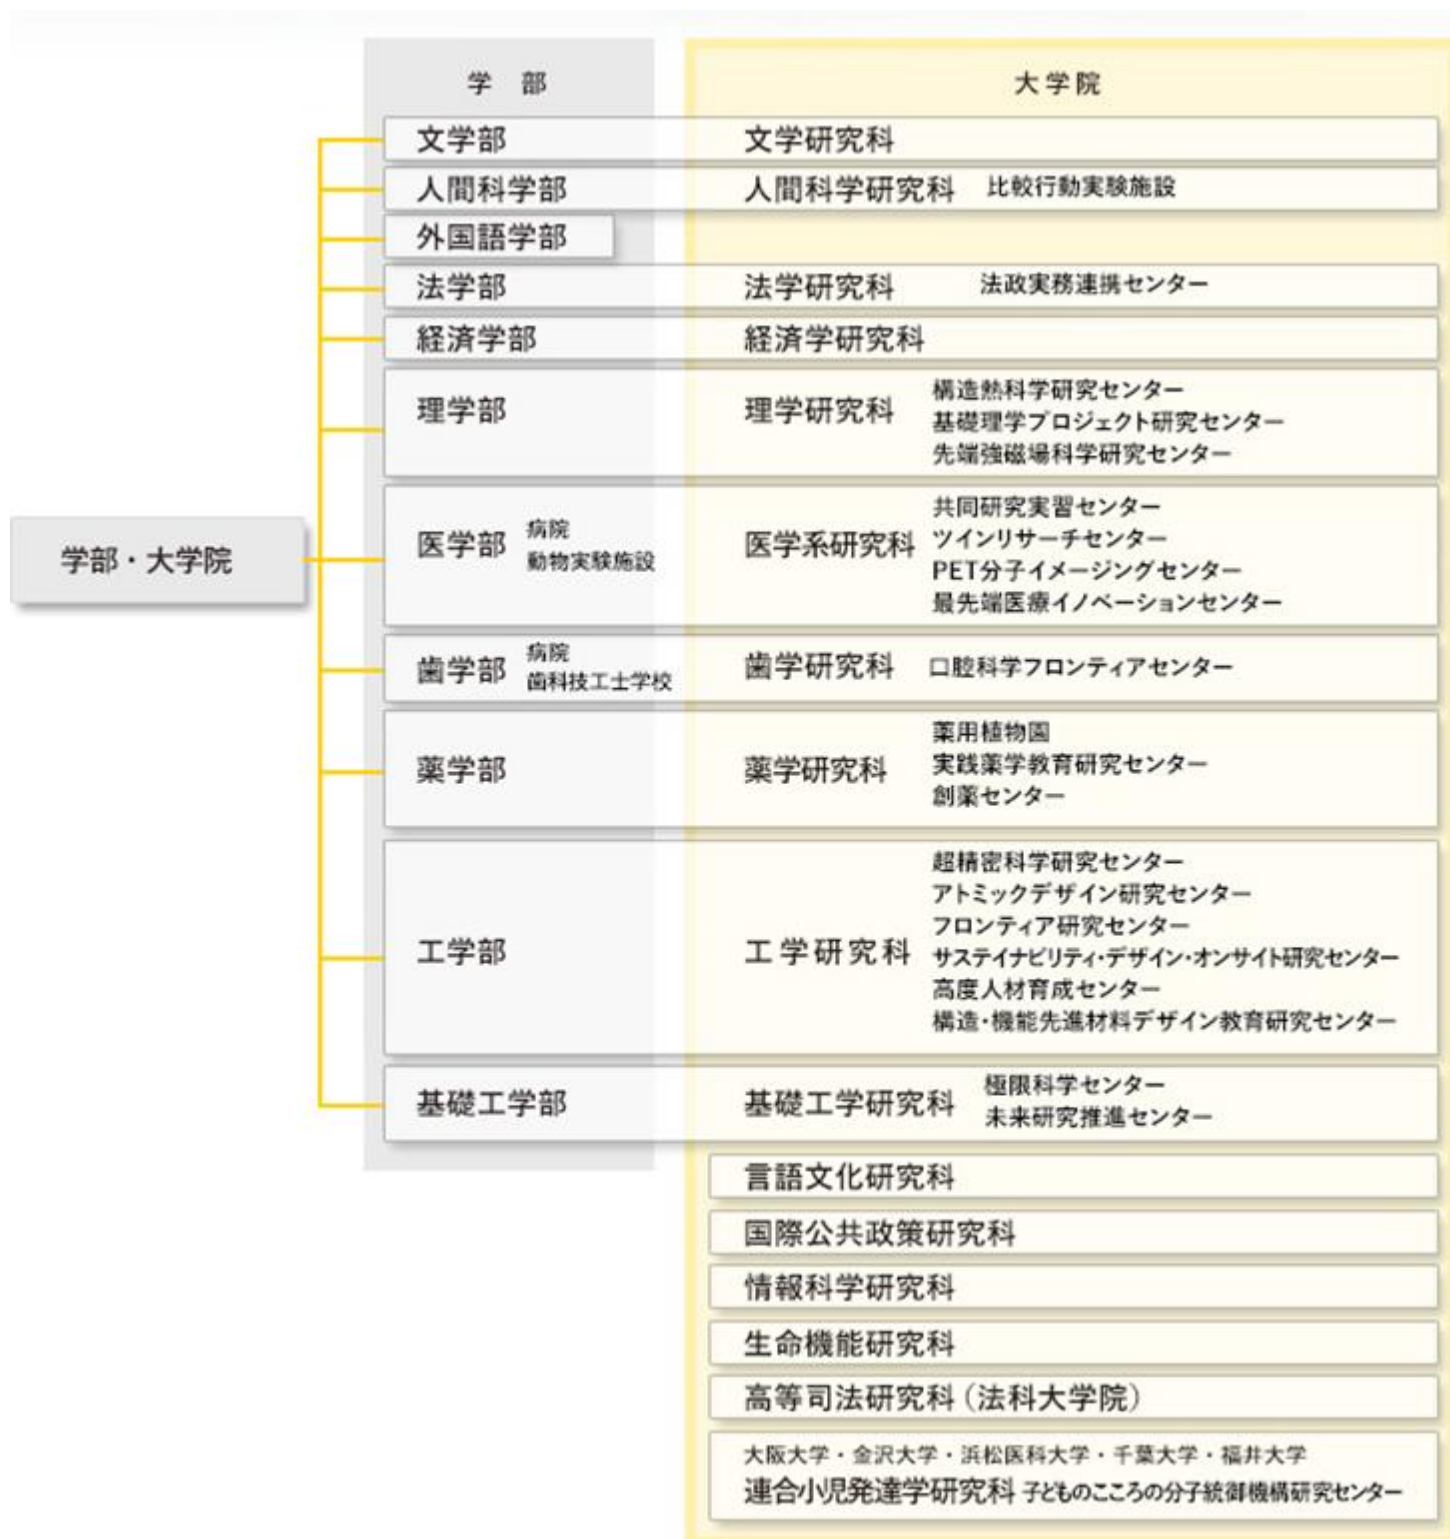 学部
大学院
文学部 文学研究科
人間科学部 人間科学研究科 比較行動実験施設
外国語学部
法学部 法学研究科 法政実務連携センター
経済学部 経済学研究科
理学部 理学研究科
構造熱科学研究センター
基礎理学プロジェクト研究センター
先端強磁場科学研究センター
学部・大学院
医学部
病院
動物実験施設
医学系研究科
共同研究実習センター
ツインリサーチセンター
PET分子イメージングセンター
最先端医療イノベーションセンター
歯学部
病院
歯科技工士学校
歯学研究科 口腔科学フロンティアセンター
薬学部 薬学研究科
薬用植物園
実践薬学教育研究センター
創薬センター
工学部 工学研究科
超精密科学研究センター
アトミックデザイン研究センター
フロンティア研究センター
サステイナビリティ・デザイン・オンサイト研究センター
高度人材育成センター
構造・機能先進材料デザイン教育研究センター
基礎工学部 基礎工学研究科
極限科学センター
未来研究推進センター
言語文化研究科
国際公共政策研究科
情報科学研究科
生命機能研究科
高等司法研究科（法科大学院）
大阪大学・金沢大学・浜松医科大学・千葉大学・福井大学
連合小児発達学研究科 子どものこころの分子統御機構研究センター